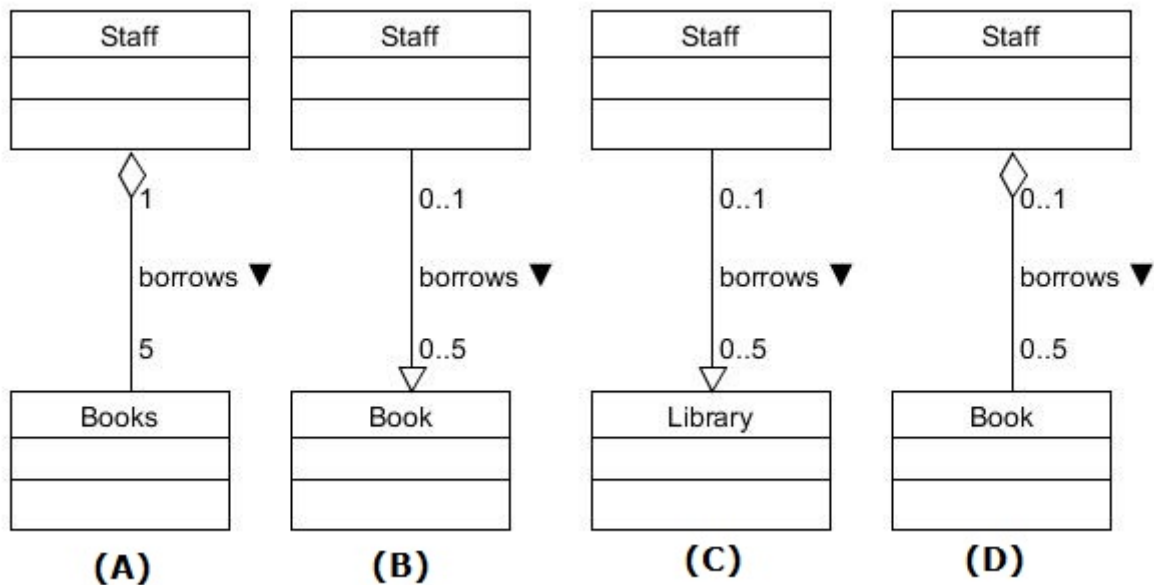 Staff
1
borrows ▼
5
Books
(A)
Staff
0..1
borrows ▼
0..5
Book
(B)
Staff
0..1
borrows ▼
0..5
Library
(C)
Staff
0..1
borrows ▼
0..5
Book
(D)